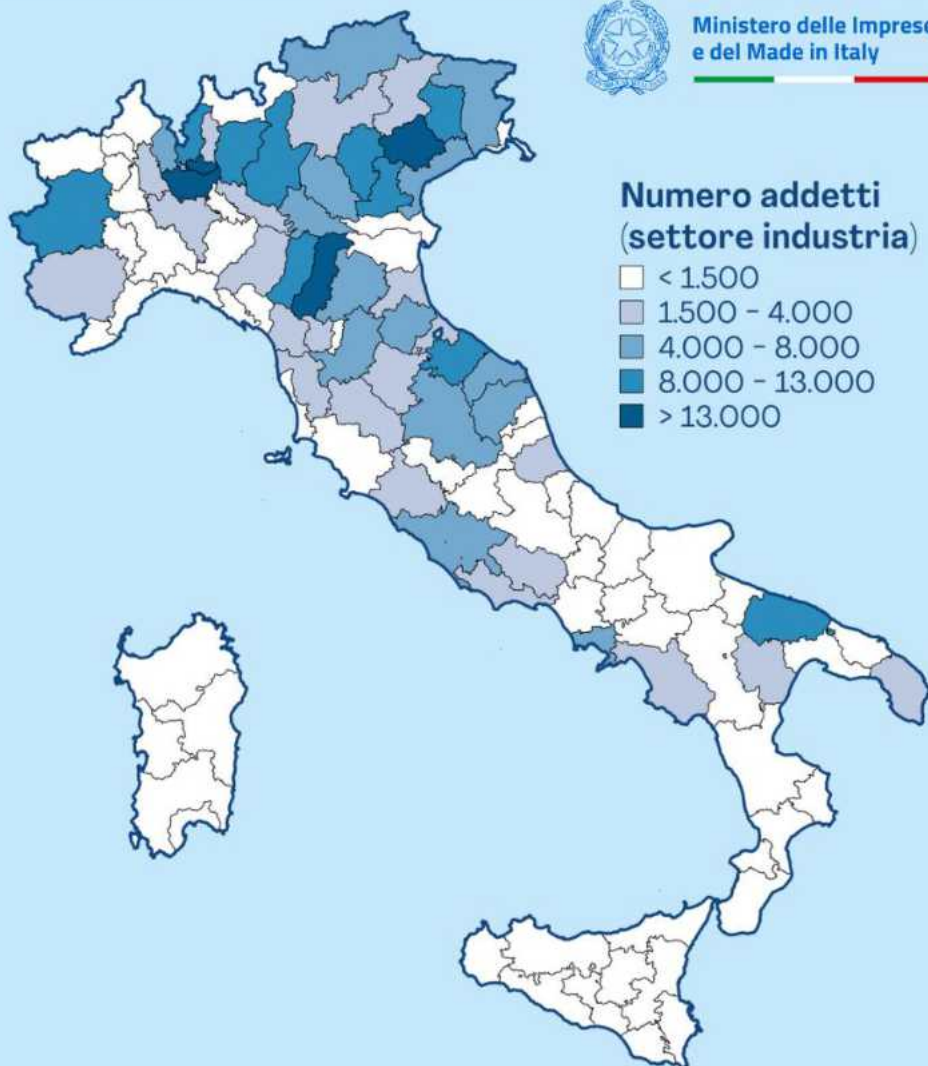 Ministero delle Imprese
e del Made in Italy
Numero addetti
(settore industria)
< 1.500
1.500 - 4.000
4.000 - 8.000
8.000 - 13.000
> 13.000